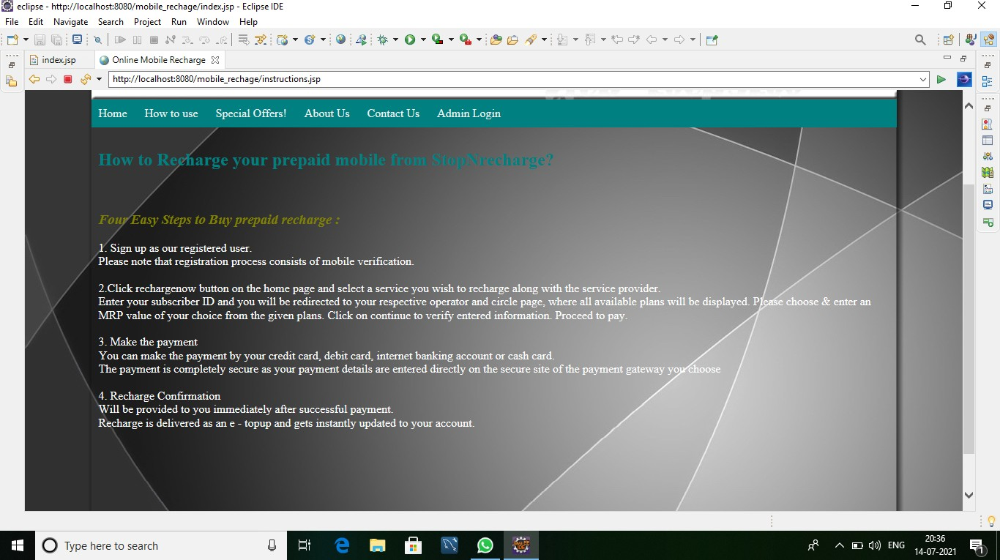 eclipse - http://localhost:8080/mobile_rechage/index.jsp - Eclipse IDE
File Edit Navigate Search Project Run Window Help
index.jsp Online Mobile Recharge
http://localhost:8080/mobile_rechage/instructions.jsp
Home How to use Special Offers! About Us Contact Us Admin Login
How to Recharge your prepaid mobile from StopNrecharge?
Four Easy Steps to Buy prepaid recharge :
1. Sign up as our registered user.
Please note that registration process consists of mobile verification.
2.Click rechargenow button on the home page and select a service you wish to recharge along with the service provider.
Enter your subscriber ID and you will be redirected to your respective operator and circle page, where all available plans will be displayed. Please choose & enter an
MRP value of your choice from the given plans. Click on continue to verify entered information. Proceed to pay.
3. Make the payment
You can make the payment by your credit card, debit card, internet banking account or cash card.
The payment is completely secure as your payment details are entered directly on the secure site of the payment gateway you choose
4. Recharge Confirmation
Will be provided to you immediately after successful payment.
Recharge is delivered as an e - topup and gets instantly updated to your account.
Type here to search
ENG
20:36
14-07-2021
1